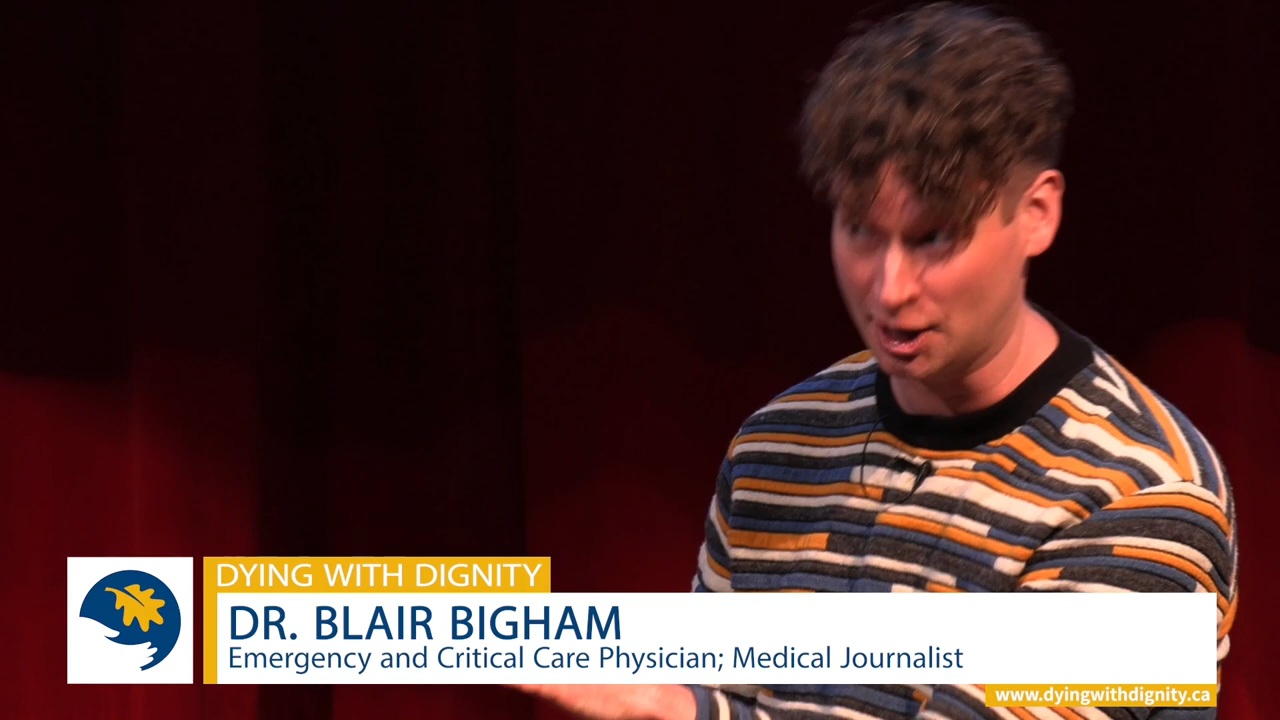 DYING WITH DIGNITY
DR. BLAIR BIGHAM
Emergency and Critical Care Physician; Medical Journalist
www.dyingwithdignity.ca